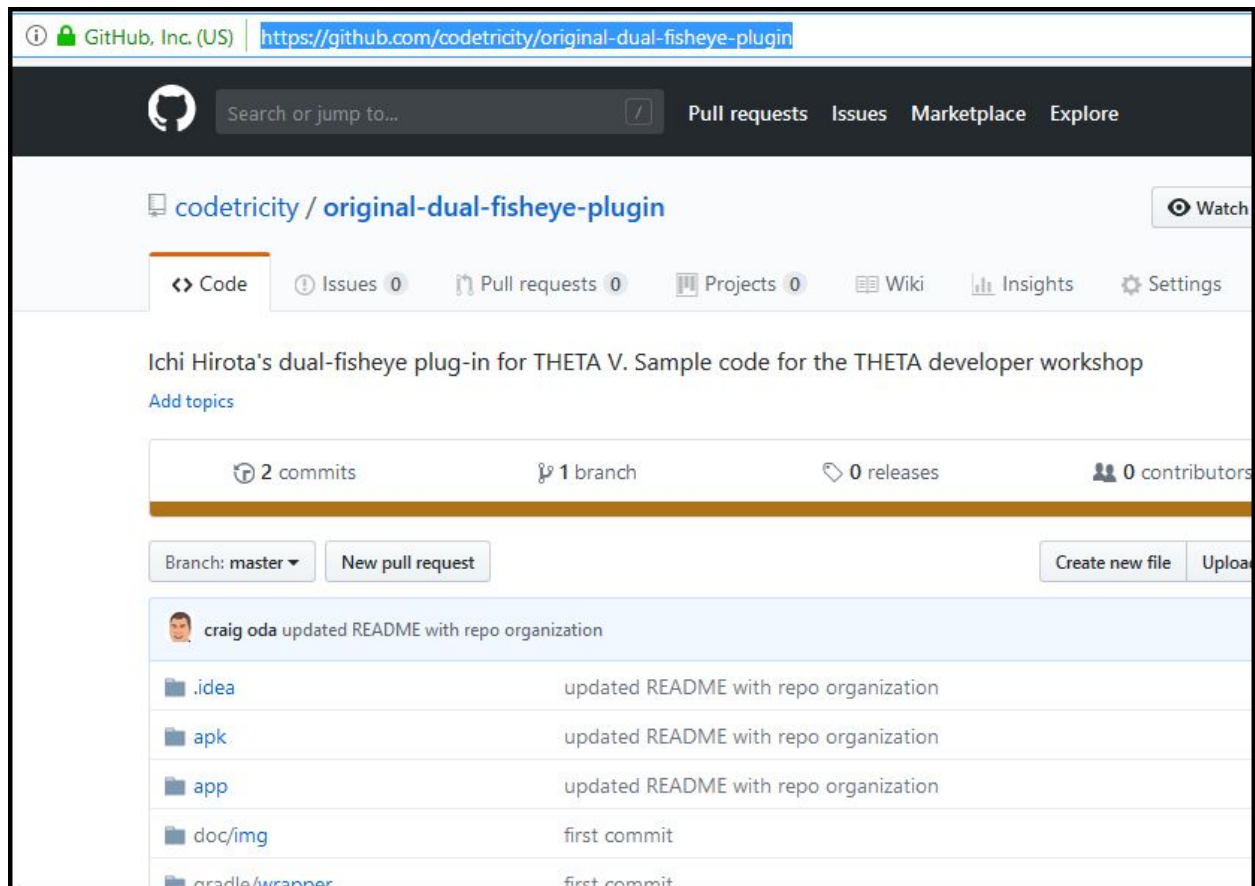 GitHub, Inc. (US) https://github.com/codetricity/original-dual-fisheye-plugin
Search or jump to... / Pull requests Issues Marketplace Explore
codetricity / original-dual-fisheye-plugin Watch
Code Issues 0 Pull requests 0 Projects 0 Wiki Insights Settings
Ichi Hirota's dual-fisheye plug-in for THETA V. Sample code for the THETA developer workshop
Add topics
2 commits 1 branch 0 releases 0 contributors
Branch: master New pull request Create new file Uploa
craig oda updated README with repo organization
.idea updated README with repo organization
apk updated README with repo organization
app updated README with repo organization
doc/img first commit
gradle/wrapper first commit